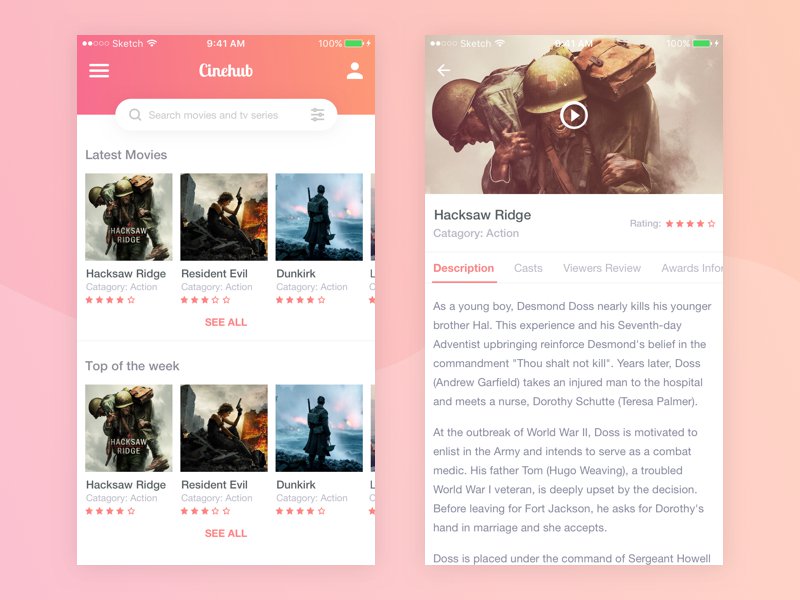 Sketch 9:41 AM 100%
Cinehub
Search movies and tv series
Latest Movies
HACKSAW
RIDGE
Hacksaw Ridge Resident Evil Dunkirk
Catagory: Action Catagory: Action Catagory: Action
SEE ALL
Top of the week
HACKSAW
RIDGE
Hacksaw Ridge Resident Evil Dunkirk
Catagory: Action Catagory: Action Catagory: Action
SEE ALL
Sketch 9:41 AM 100%
Hacksaw Ridge
Rating:
Catagory: Action
Description Casts Viewers Review Awards Infor
As a young boy, Desmond Doss nearly kills his younger
brother Hal. This experience and his Seventh-day
Adventist upbringing reinforce Desmond's belief in the
commandment "Thou shalt not kill". Years later, Doss
(Andrew Garfield) takes an injured man to the hospital
and meets a nurse, Dorothy Schutte (Teresa Palmer).
At the outbreak of World War II, Doss is motivated to
enlist in the Army and intends to serve as a combat
medic. His father Tom (Hugo Weaving), a troubled
World War I veteran, is deeply upset by the decision.
Before leaving for Fort Jackson, he asks for Dorothy's
hand in marriage and she accepts.
Doss is placed under the command of Sergeant Howell